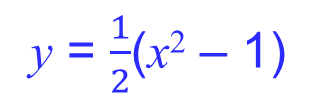 y = 1/2(x² – 1)